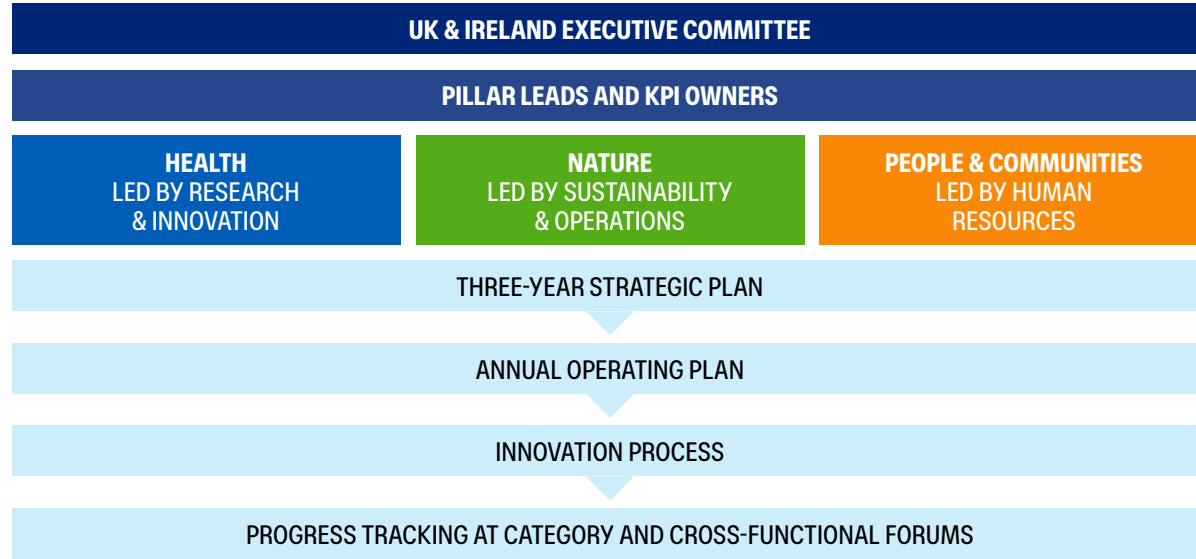 UK & IRELAND EXECUTIVE COMMITTEE
PILLAR LEADS AND KPI OWNERS
HEALTH
LED BY RESEARCH
& INNOVATION
NATURE
LED BY SUSTAINABILITY
& OPERATIONS
PEOPLE & COMMUNITIES
LED BY HUMAN
RESOURCES
THREE-YEAR STRATEGIC PLAN
ANNUAL OPERATING PLAN
INNOVATION PROCESS
PROGRESS TRACKING AT CATEGORY AND CROSS-FUNCTIONAL FORUMS